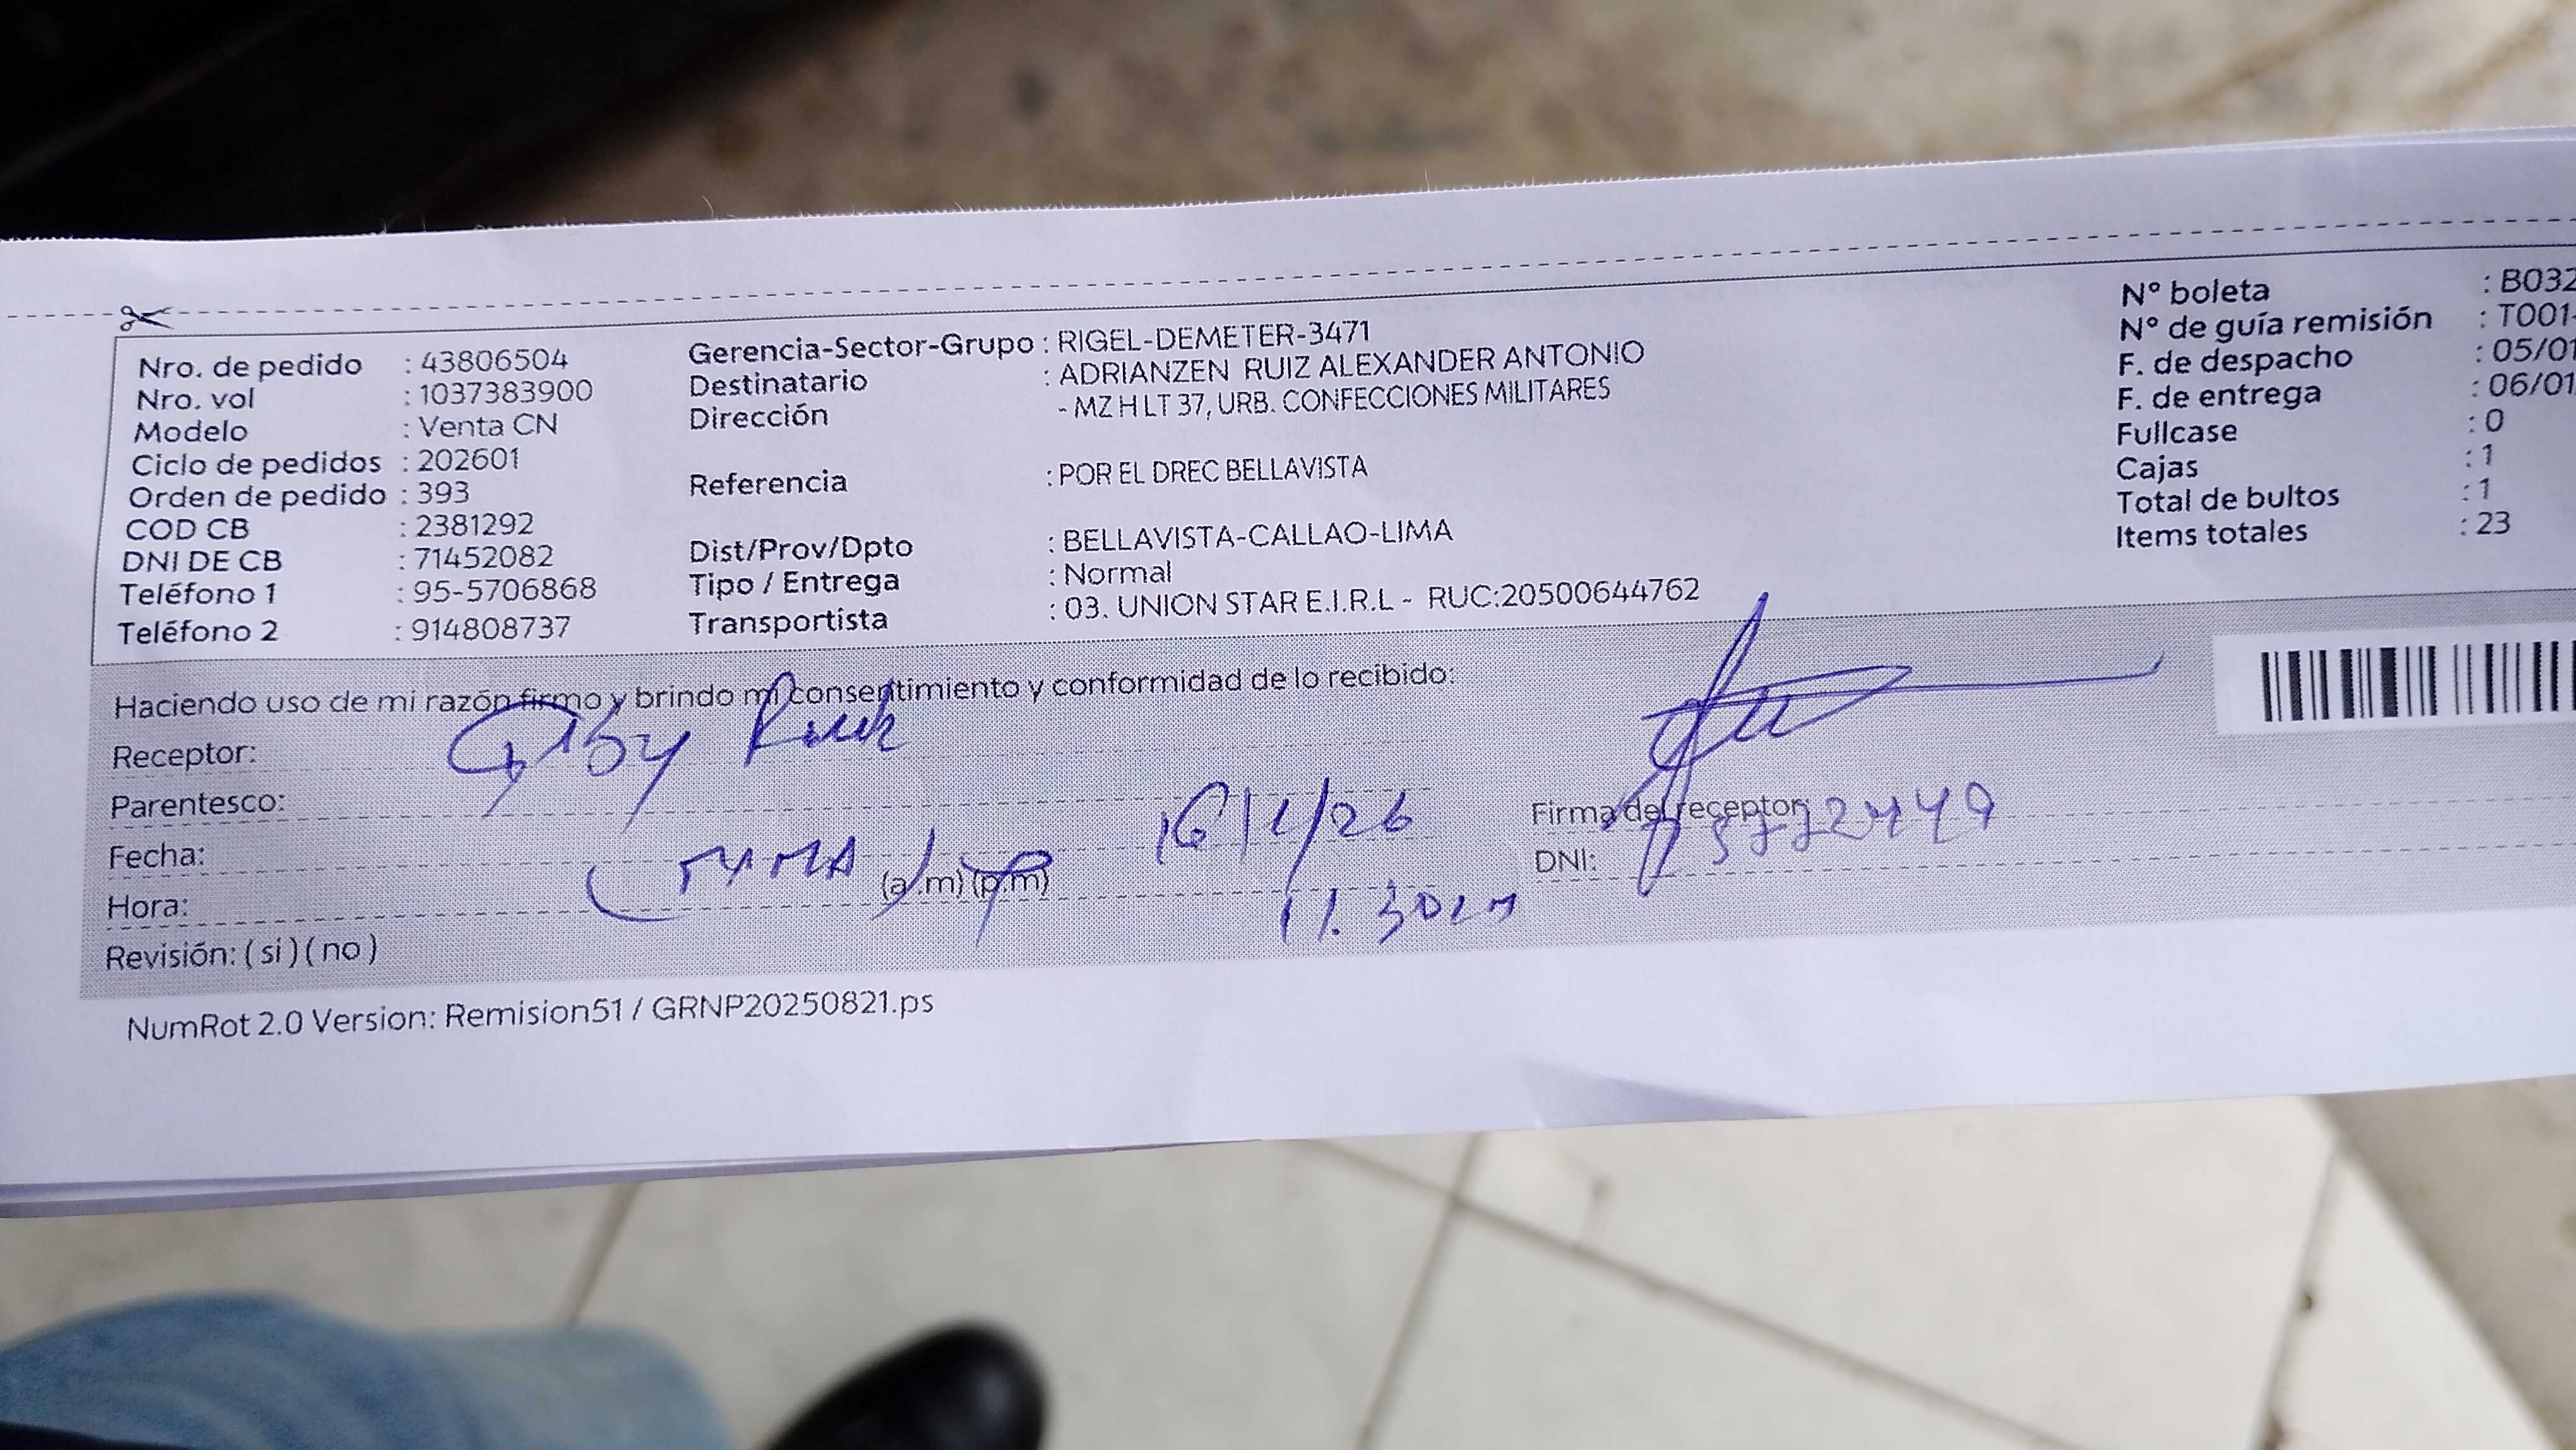 Nro. de pedido : 43806504
Nro. vol : 1037383900
Modelo : Venta CN
Ciclo de pedidos : 202601
Orden de pedido : 393
COD CB : 2381292
DNI DE CB : 71452082
Teléfono 1 : 95-5706868
Teléfono 2 : 914808737
Gerencia-Sector-Grupo : RIGEL-DEMETER-3471
Destinatario : ADRIANZEN RUIZ ALEXANDER ANTONIO
Dirección - MZ H LT 37, URB. CONFECCIONES MILITARES
Referencia : POR EL DREC BELLAVISTA
Dist/Prov/Dpto : BELLAVISTA-CALLAO-LIMA
Tipo / Entrega : Normal
Transportista : 03. UNION STAR E.I.R.L - RUC:20500644762
N° boleta : B032
N° de guía remisión : T001-
F. de despacho : 05/01
F. de entrega : 06/01
Fullcase : 0
Cajas : 1
Total de bultos : 1
Items totales : 23
Haciendo uso de mi razón firmo y brindo mi consentimiento y conformidad de lo recibido:
Receptor:
Parentesco:
Fecha: 16/1/26
Hora: (a.m) (p.m) 11.30
Firma del receptor:
DNI:
Revisión: ( si ) ( no )
NumRot 2.0 Version: Remision51 / GRNP20250821.ps